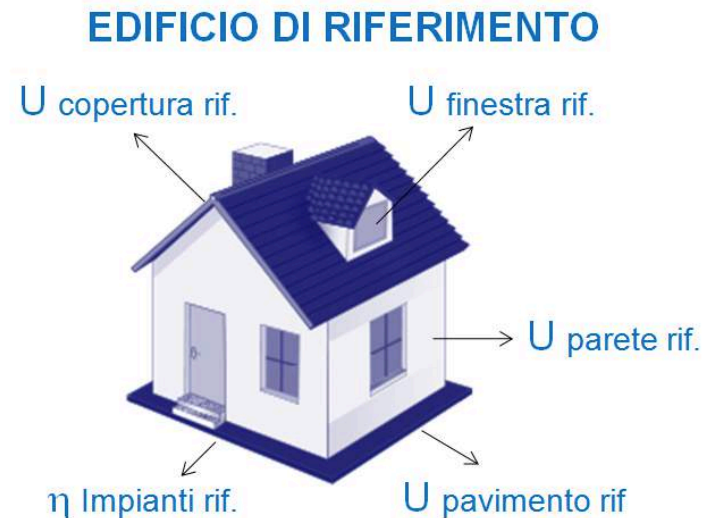 EDIFICIO DI RIFERIMENTO
U copertura rif.
U finestra rif.
U parete rif.
η Impianti rif.
U pavimento rif